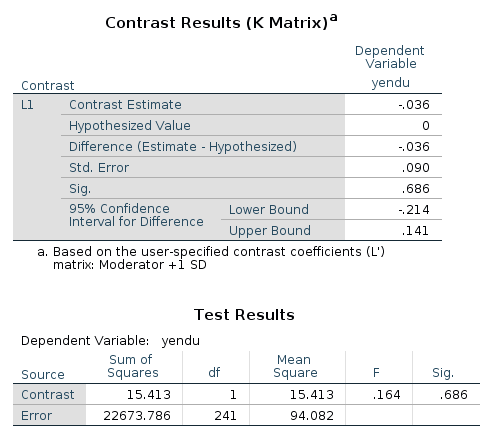 Contrast Results (K Matrix)a
Dependent
Variable
Contrast yendu
L1 Contrast Estimate -.036
Hypothesized Value 0
Difference (Estimate - Hypothesized) -.036
Std. Error .090
Sig. .686
95% Confidence
Interval for Difference Lower Bound -.214
Upper Bound .141
a. Based on the user-specified contrast coefficients (L')
matrix: Moderator +1 SD
Test Results
Dependent Variable: yendu
Source Sum of
Squares df Mean
Square F Sig.
Contrast 15.413 1 15.413 .164 .686
Error 22673.786 241 94.082